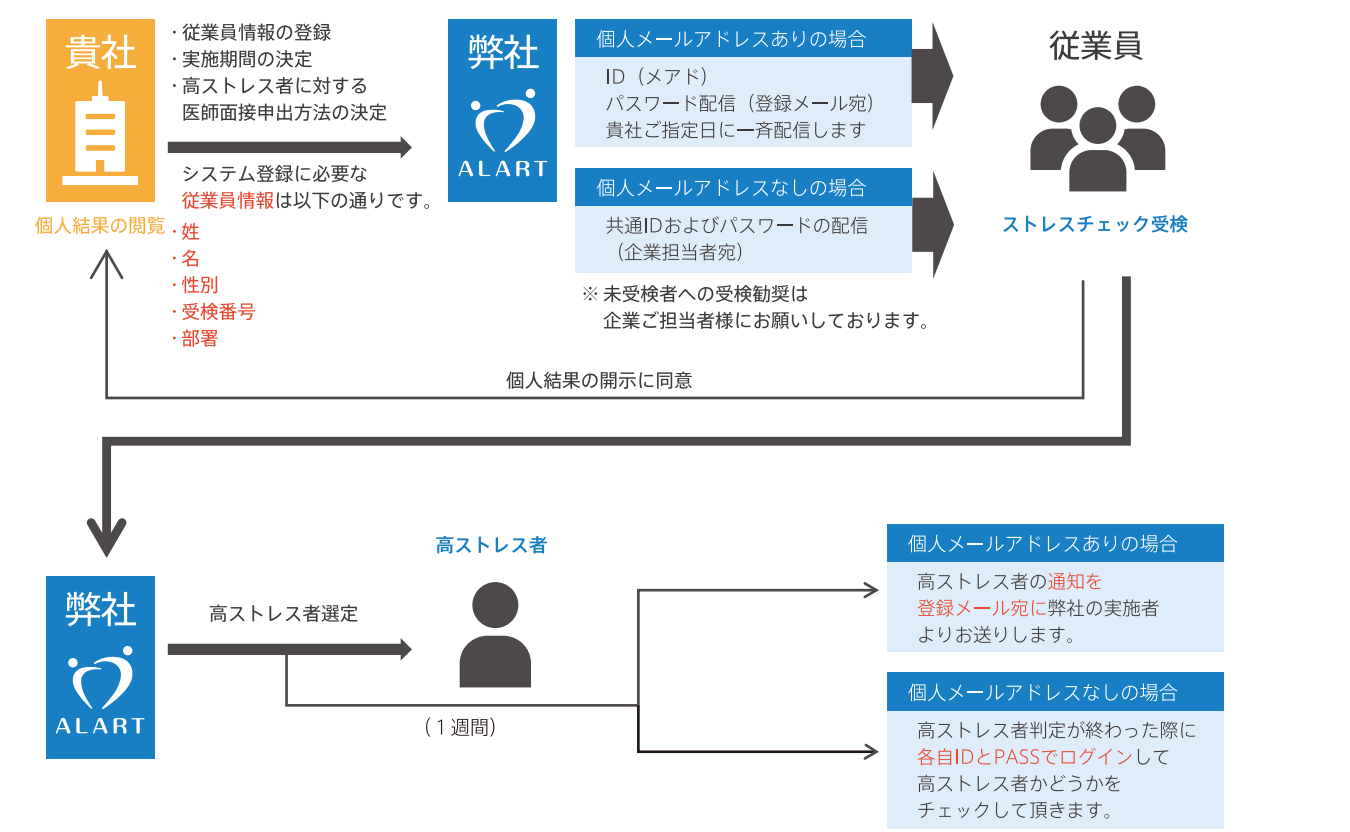 貴社
・従業員情報の登録
・実施期間の決定
・高ストレス者に対する
医師面接申出方法の決定
システム登録に必要な
従業員情報は以下の通りです。
・姓
・名
・性別
・受検番号
・部署
個人結果の閲覧
弊社
ALART
個人メールアドレスありの場合
ID（メアド）
パスワード配信（登録メール宛）
貴社ご指定日に一斉配信します
個人メールアドレスなしの場合
共通IDおよびパスワードの配信
（企業担当者宛）
※ 未受検者への受検勧奨は
企業ご担当者様にお願いしております。
従業員
ストレスチェック受検
個人結果の開示に同意
弊社
ALART
高ストレス者選定
高ストレス者
（１週間）
個人メールアドレスありの場合
高ストレス者の通知を
登録メール宛に弊社の実施者
よりお送りします。
個人メールアドレスなしの場合
高ストレス者判定が終わった際に
各自IDとPASSでログインして
高ストレス者かどうかを
チェックして頂きます。